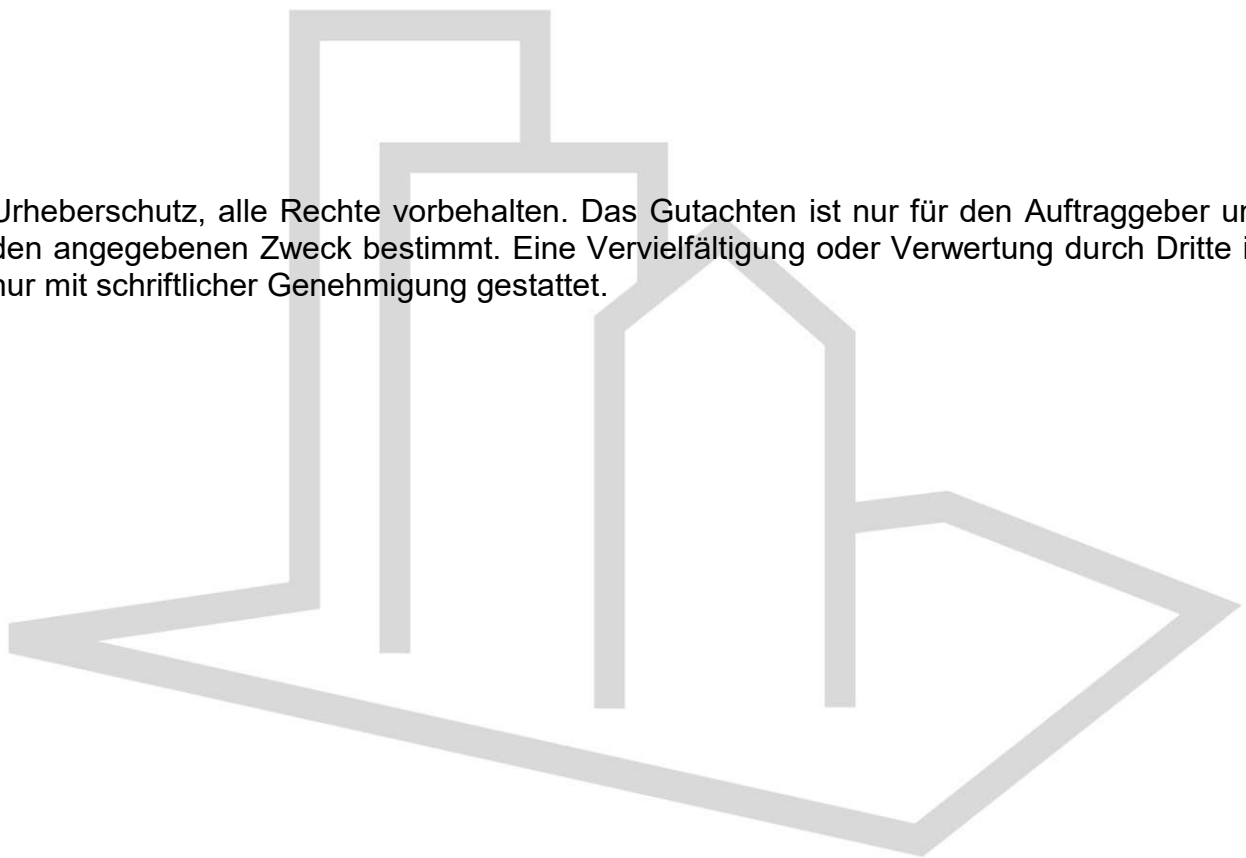 Urheberschutz, alle Rechte vorbehalten. Das Gutachten ist nur für den Auftraggeber
den angegebenen Zweck bestimmt. Eine Vervielfältigung oder Verwertung durch Dritte
nur mit schriftlicher Genehmigung gestattet.